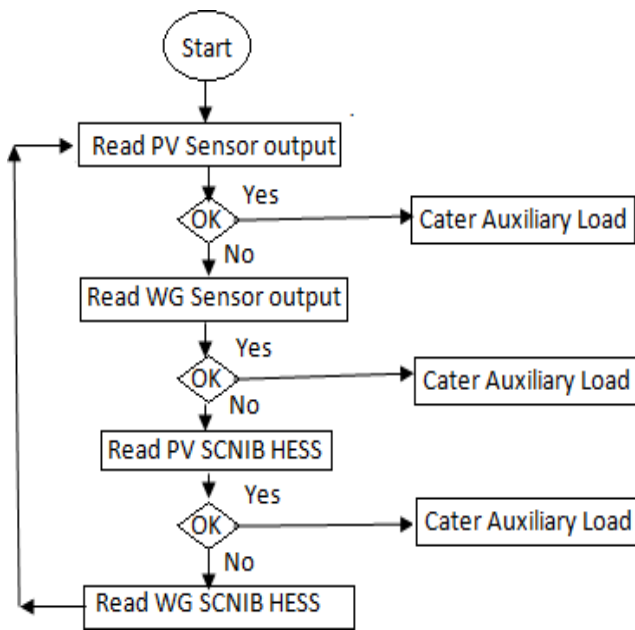 Start
Read PV Sensor output
Yes
OK
Cater Auxiliary Load
No
Read WG Sensor output
Yes
OK
Cater Auxiliary Load
No
Read PV SCNIB HESS
Yes
OK
Cater Auxiliary Load
No
Read WG SCNIB HESS